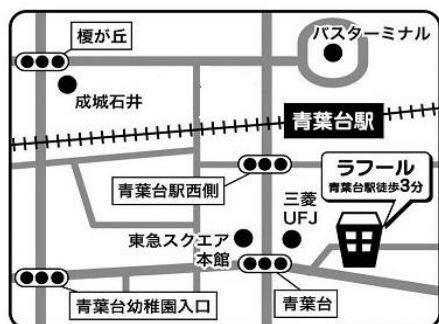 榎が丘
バスターミナル
成城石井
青葉台駅
ラフール
青葉台駅徒歩3分
青葉台駅西側
三菱
UFJ
東急スクエア
本館
青葉台幼稚園入口
青葉台